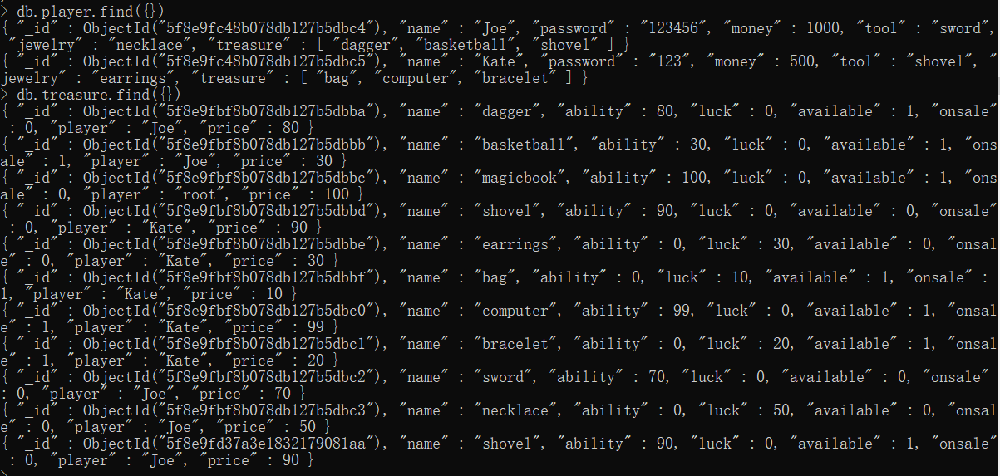 > db.player.find({})
{ "_id" : ObjectId("5f8e9fc48b078db127b5dbc4"), "name" : "Joe", "password" : "123456", "money" : 1000, "tool" : "sword",
 "jewelry" : "necklace", "treasure" : [ "dagger", "basketball", "shovel" ] }
{ "_id" : ObjectId("5f8e9fc48b078db127b5dbc5"), "name" : "Kate", "password" : "123", "money" : 500, "tool" : "shovel", "
jewelry" : "earrings", "treasure" : [ "bag", "computer", "bracelet" ] }
> db.treasure.find({})
{ "_id" : ObjectId("5f8e9fbf8b078db127b5dbba"), "name" : "dagger", "ability" : 80, "luck" : 0, "available" : 1, "onsale"
 : 0, "player" : "Joe", "price" : 80 }
{ "_id" : ObjectId("5f8e9fbf8b078db127b5dbbb"), "name" : "basketball", "ability" : 30, "luck" : 0, "available" : 1, "ons
ale" : 1, "player" : "Joe", "price" : 30 }
{ "_id" : ObjectId("5f8e9fbf8b078db127b5dbbc"), "name" : "magicbook", "ability" : 100, "luck" : 0, "available" : 1, "ons
ale" : 0, "player" : "root", "price" : 100 }
{ "_id" : ObjectId("5f8e9fbf8b078db127b5dbbd"), "name" : "shovel", "ability" : 90, "luck" : 0, "available" : 0, "onsale"
 : 0, "player" : "Kate", "price" : 90 }
{ "_id" : ObjectId("5f8e9fbf8b078db127b5dbbe"), "name" : "earrings", "ability" : 0, "luck" : 30, "available" : 0, "onsal
e" : 0, "player" : "Kate", "price" : 30 }
{ "_id" : ObjectId("5f8e9fbf8b078db127b5dbbf"), "name" : "bag", "ability" : 0, "luck" : 10, "available" : 1, "onsale" :
1, "player" : "Kate", "price" : 10 }
{ "_id" : ObjectId("5f8e9fbf8b078db127b5dbc0"), "name" : "computer", "ability" : 99, "luck" : 0, "available" : 1, "onsal
e" : 1, "player" : "Kate", "price" : 99 }
{ "_id" : ObjectId("5f8e9fbf8b078db127b5dbc1"), "name" : "bracelet", "ability" : 0, "luck" : 20, "available" : 1, "onsal
e" : 1, "player" : "Kate", "price" : 20 }
{ "_id" : ObjectId("5f8e9fbf8b078db127b5dbc2"), "name" : "sword", "ability" : 70, "luck" : 0, "available" : 0, "onsale"
: 0, "player" : "Joe", "price" : 70 }
{ "_id" : ObjectId("5f8e9fbf8b078db127b5dbc3"), "name" : "necklace", "ability" : 0, "luck" : 50, "available" : 0, "onsal
e" : 0, "player" : "Joe", "price" : 50 }
{ "_id" : ObjectId("5f8e9fd37a3e1832179081aa"), "name" : "shovel", "ability" : 90, "luck" : 0, "available" : 1, "onsale"
 : 0, "player" : "Joe", "price" : 90 }
>